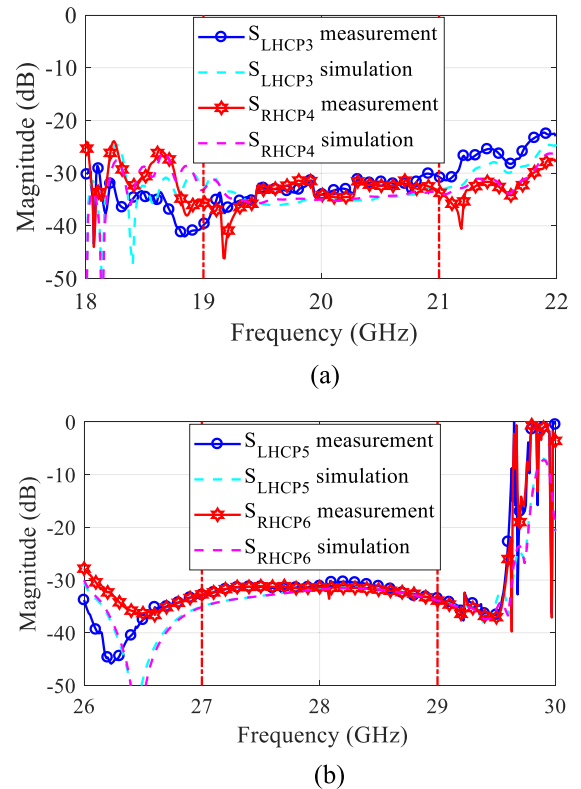 0
-10
-20
-30
-40
-50
Magnitude (dB)
S_LHCP3 measurement
S_LHCP3 simulation
S_RHCP4 measurement
S_RHCP4 simulation
18 19 20 21 22
Frequency (GHz)
(a)
0
-10
-20
-30
-40
-50
Magnitude (dB)
S_LHCP5 measurement
S_LHCP5 simulation
S_RHCP6 measurement
S_RHCP6 simulation
26 27 28 29 30
Frequency (GHz)
(b)